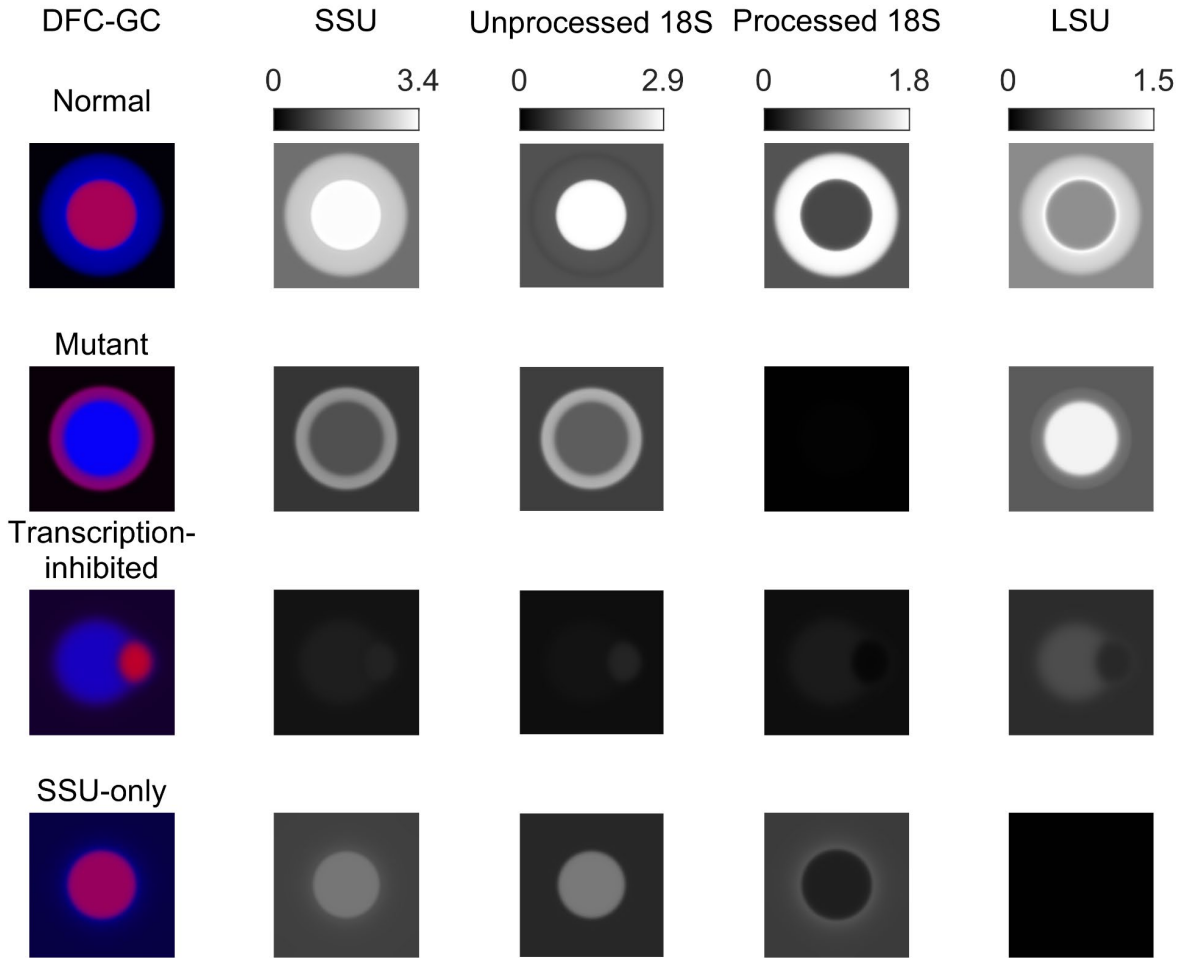 DFC-GC SSU Unprocessed 18S Processed 18S LSU
0 3.4 0 2.9 0 1.8 0 1.5
Normal
Mutant
Transcription-
inhibited
SSU-only